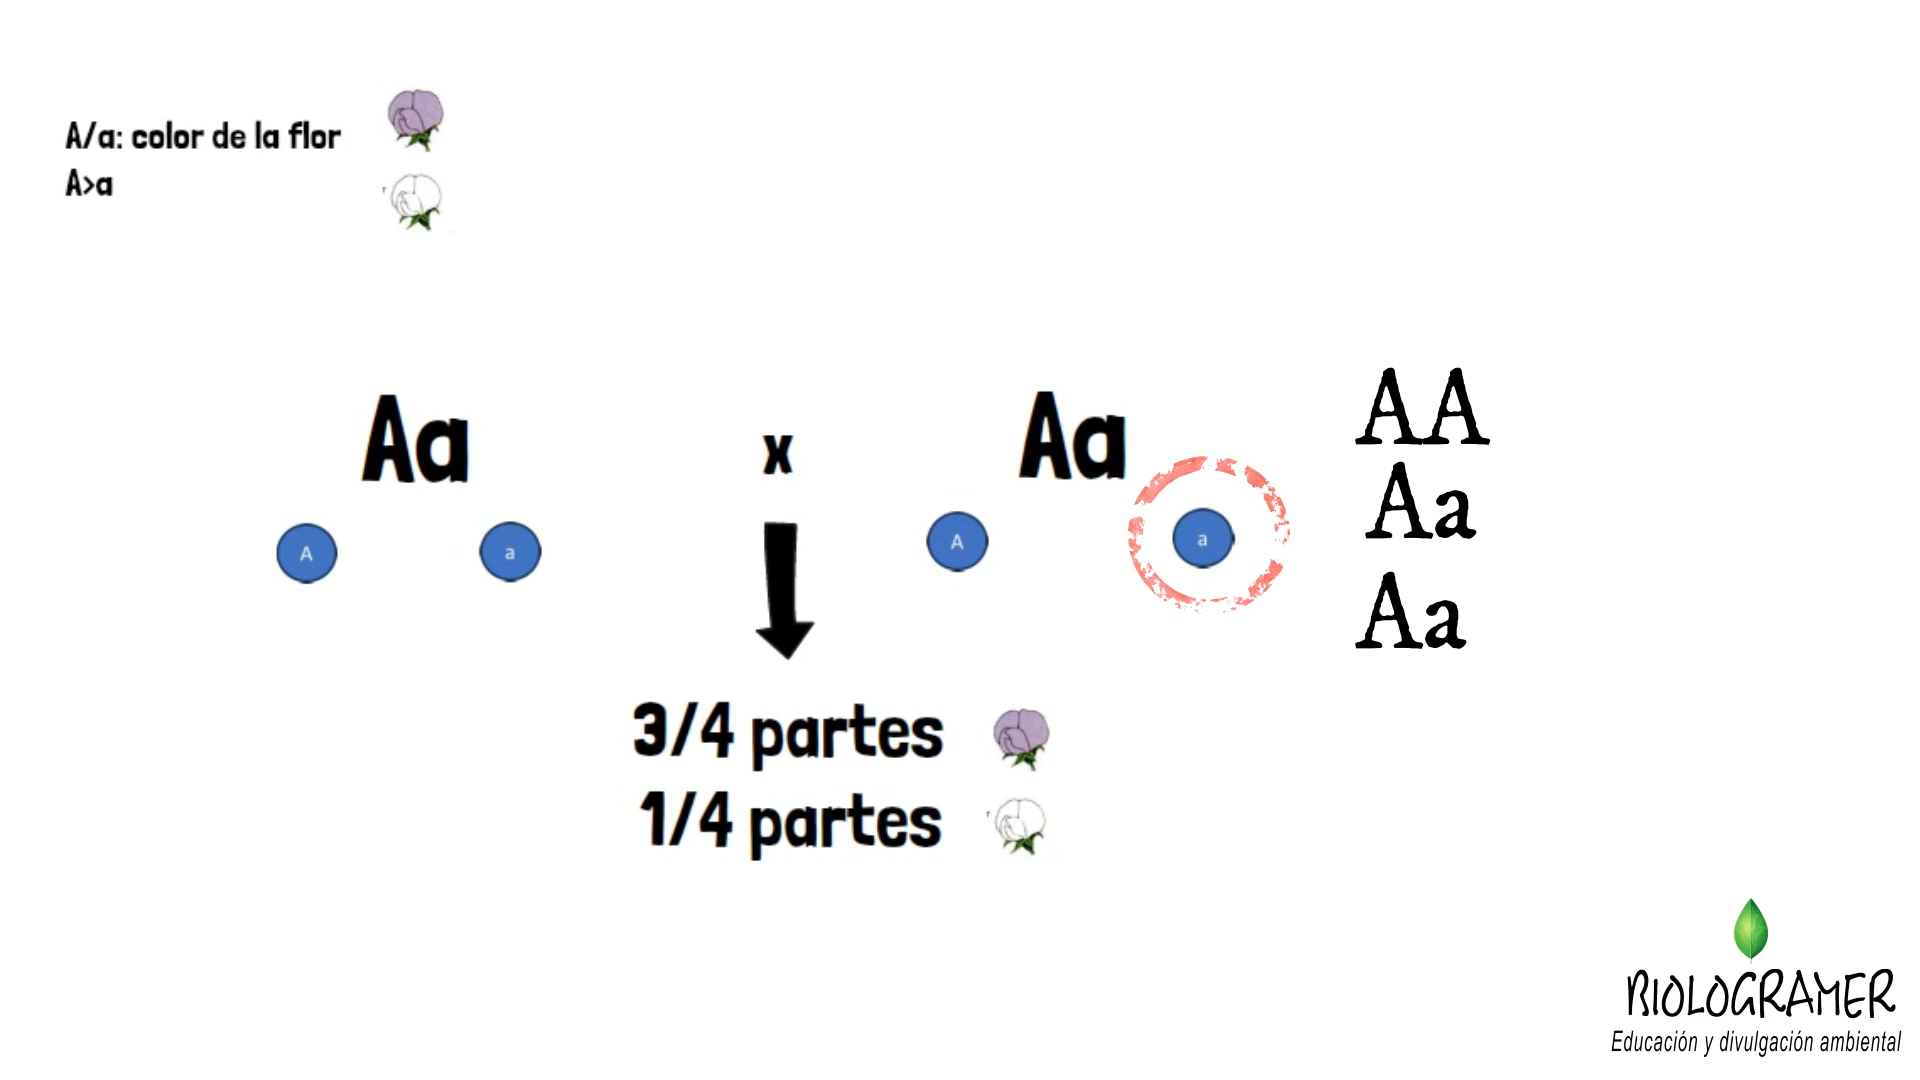 A/a: color de la flor
A>a
Aa
x
Aa
A
a
A
a
AA
Aa
Aa
3/4 partes
1/4 partes
BIOLOGRAMER
Educación y divulgación ambiental